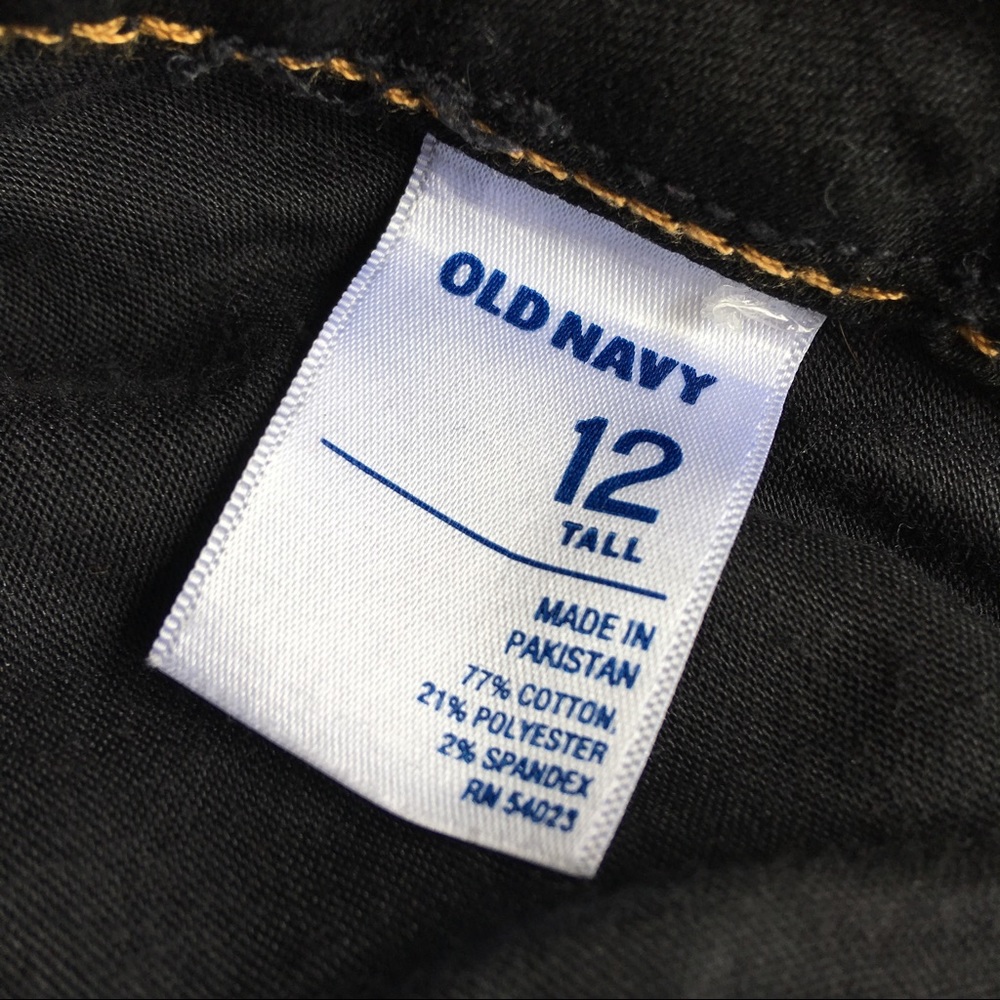 OLD NAVY
12
TALL
MADE IN
PAKISTAN
77% COTTON,
21% POLYESTER
2% SPANDEX
RN 54023